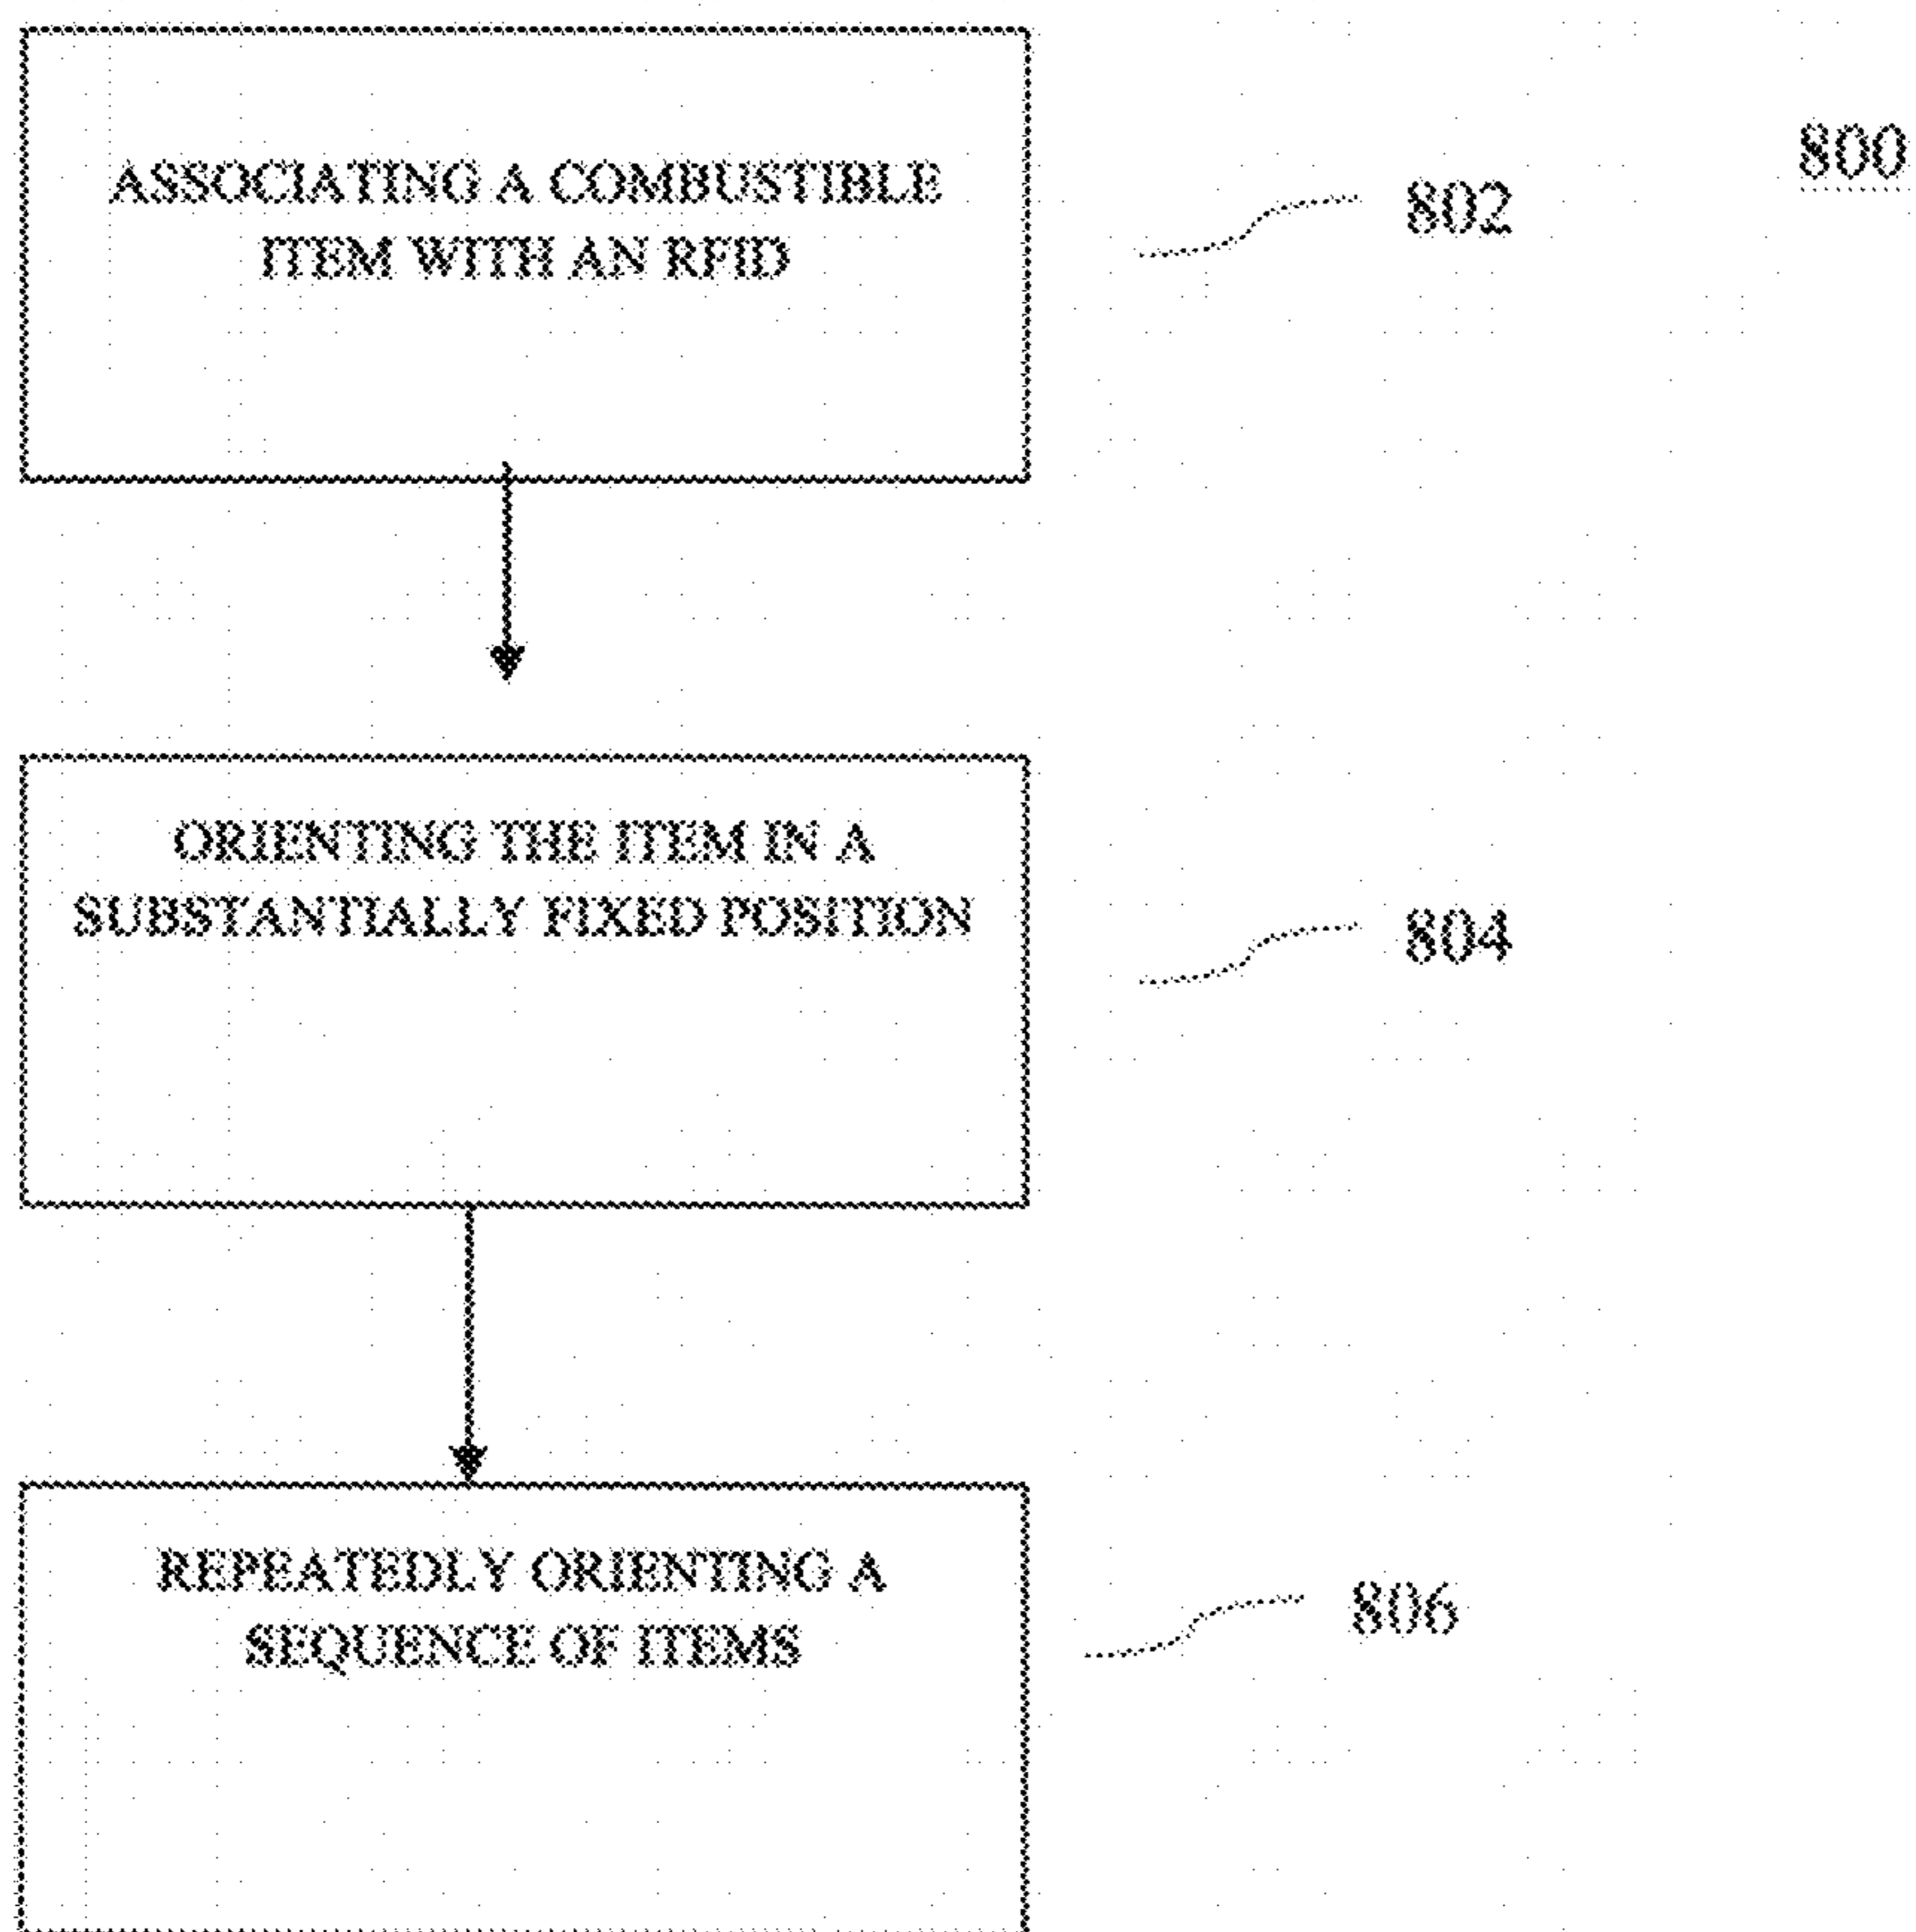 800
ASSOCIATING A COMBUSTIBLE
ITEM WITH AN RFID
802
ORIENTING THE ITEM IN A
SUBSTANTIALLY FIXED POSITION
804
REPEATEDLY ORIENTING A
SEQUENCE OF ITEMS
806